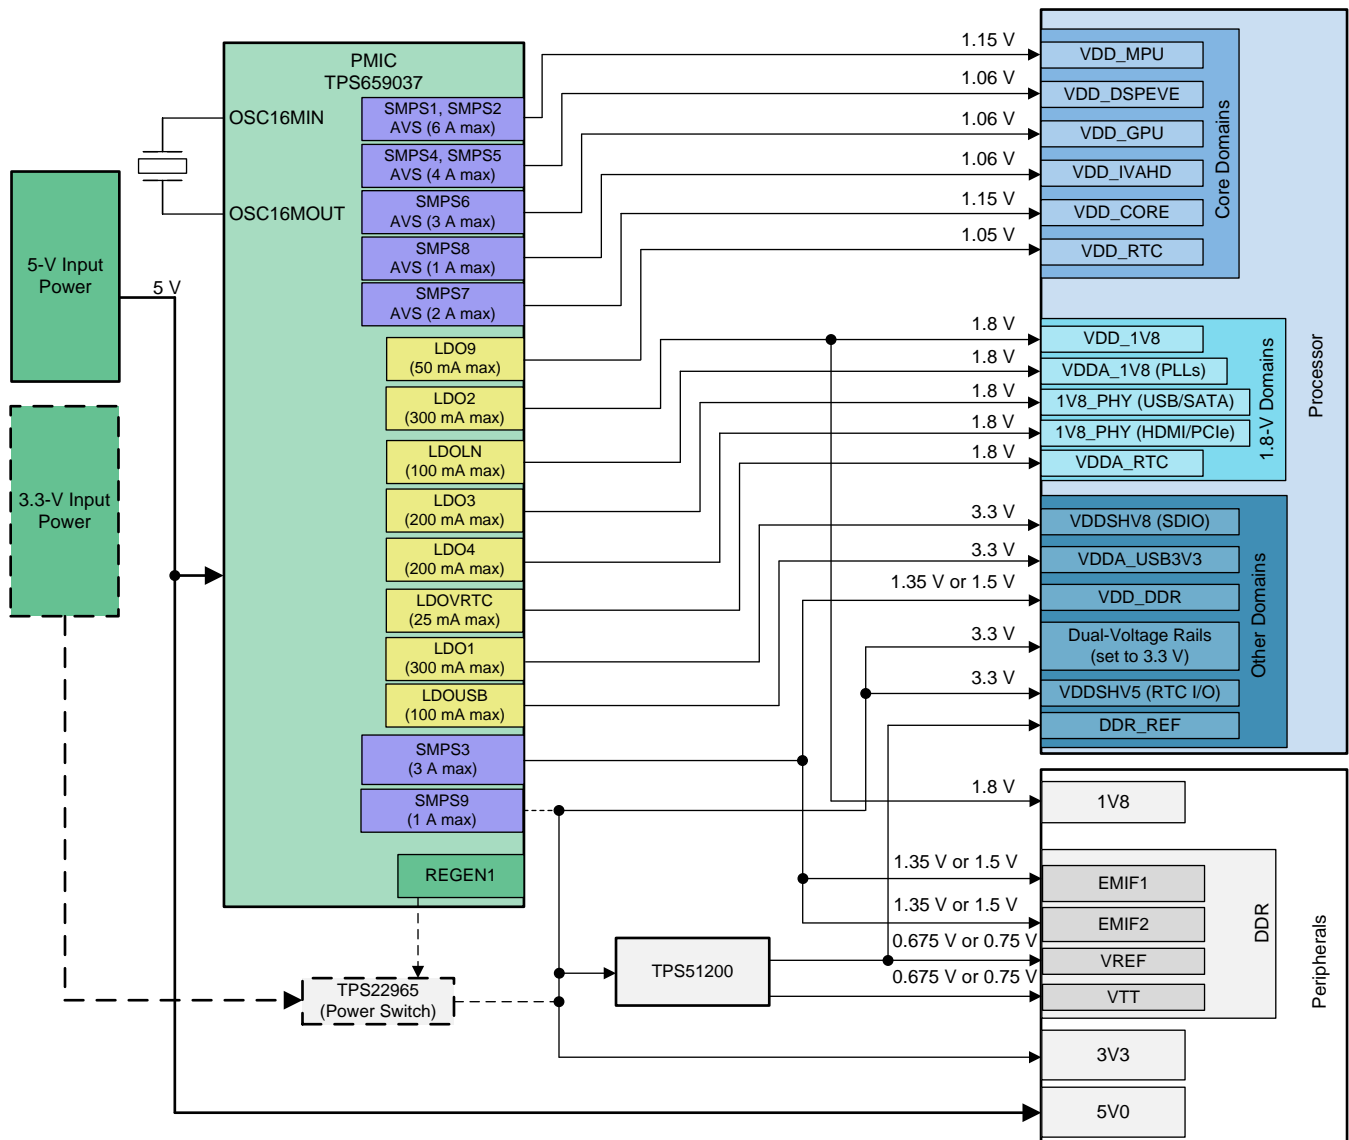 PMIC
TPS659037
OSC16MIN
OSC16MOUT
5-V Input
Power
5 V
3.3-V Input
Power
SMPS1, SMPS2
AVS (6 A max)
SMPS4, SMPS5
AVS (4 A max)
SMPS6
AVS (3 A max)
SMPS8
AVS (1 A max)
SMPS7
AVS (2 A max)
LDO9
(50 mA max)
LDO2
(300 mA max)
LDOLN
(100 mA max)
LDO3
(200 mA max)
LDO4
(200 mA max)
LDOVRTC
(25 mA max)
LDO1
(300 mA max)
LDOUSB
(100 mA max)
SMPS3
(3 A max)
SMPS9
(1 A max)
REGEN1
TPS22965
(Power Switch)
TPS51200
1.15 V
VDD_MPU
1.06 V
VDD_DSPEVE
1.06 V
VDD_GPU
1.06 V
VDD_IVAHD
1.15 V
VDD_CORE
1.05 V
VDD_RTC
Core Domains
1.8 V
VDD_1V8
1.8 V
VDDA_1V8 (PLLs)
1.8 V
1V8_PHY (USB/SATA)
1.8 V
1V8_PHY (HDMI/PCIe)
1.8 V
VDDA_RTC
1.8-V Domains
3.3 V
VDDSHV8 (SDIO)
3.3 V
VDDA_USB3V3
1.35 V or 1.5 V
VDD_DDR
3.3 V
Dual-Voltage Rails
(set to 3.3 V)
3.3 V
VDDSHV5 (RTC I/O)
DDR_REF
Other Domains
Processor
1.8 V
1V8
1.35 V or 1.5 V
EMIF1
1.35 V or 1.5 V
EMIF2
0.675 V or 0.75 V
VREF
0.675 V or 0.75 V
VTT
DDR
3V3
5V0
Peripherals